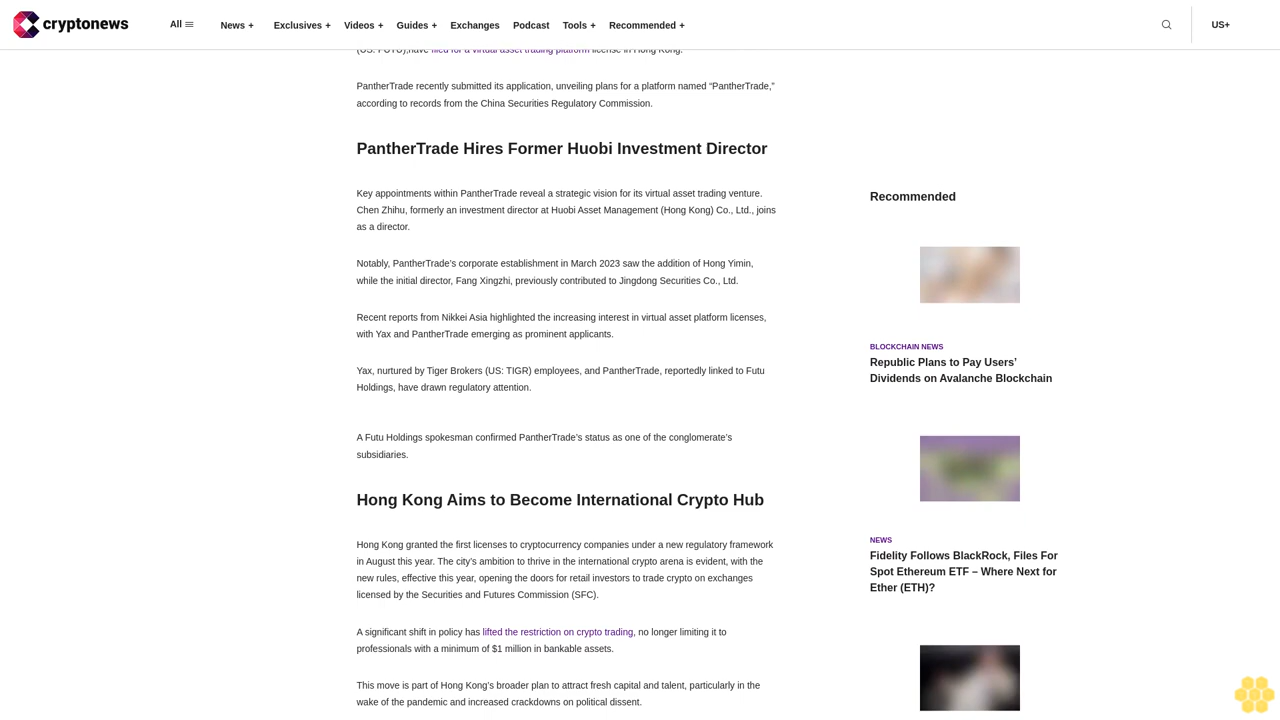 cryptonews
All
News +
Exclusives +
Videos +
Guides +
Exchanges
Podcast
Tools +
Recommended +
US+
(US: FUTU),have filed for a virtual asset trading platform license in Hong Kong.
PantherTrade recently submitted its application, unveiling plans for a platform named “PantherTrade,”
according to records from the China Securities Regulatory Commission.
PantherTrade Hires Former Huobi Investment Director
Key appointments within PantherTrade reveal a strategic vision for its virtual asset trading venture.
Chen Zhihu, formerly an investment director at Huobi Asset Management (Hong Kong) Co., Ltd., joins
as a director.
Notably, PantherTrade’s corporate establishment in March 2023 saw the addition of Hong Yimin,
while the initial director, Fang Xingzhi, previously contributed to Jingdong Securities Co., Ltd.
Recent reports from Nikkei Asia highlighted the increasing interest in virtual asset platform licenses,
with Yax and PantherTrade emerging as prominent applicants.
Yax, nurtured by Tiger Brokers (US: TIGR) employees, and PantherTrade, reportedly linked to Futu
Holdings, have drawn regulatory attention.
A Futu Holdings spokesman confirmed PantherTrade’s status as one of the conglomerate’s
subsidiaries.
Hong Kong Aims to Become International Crypto Hub
Hong Kong granted the first licenses to cryptocurrency companies under a new regulatory framework
in August this year. The city’s ambition to thrive in the international crypto arena is evident, with the
new rules, effective this year, opening the doors for retail investors to trade crypto on exchanges
licensed by the Securities and Futures Commission (SFC).
A significant shift in policy has lifted the restriction on crypto trading, no longer limiting it to
professionals with a minimum of $1 million in bankable assets.
This move is part of Hong Kong’s broader plan to attract fresh capital and talent, particularly in the
wake of the pandemic and increased crackdowns on political dissent.
Recommended
BLOCKCHAIN NEWS
Republic Plans to Pay Users’
Dividends on Avalanche Blockchain
NEWS
Fidelity Follows BlackRock, Files For
Spot Ethereum ETF – Where Next for
Ether (ETH)?